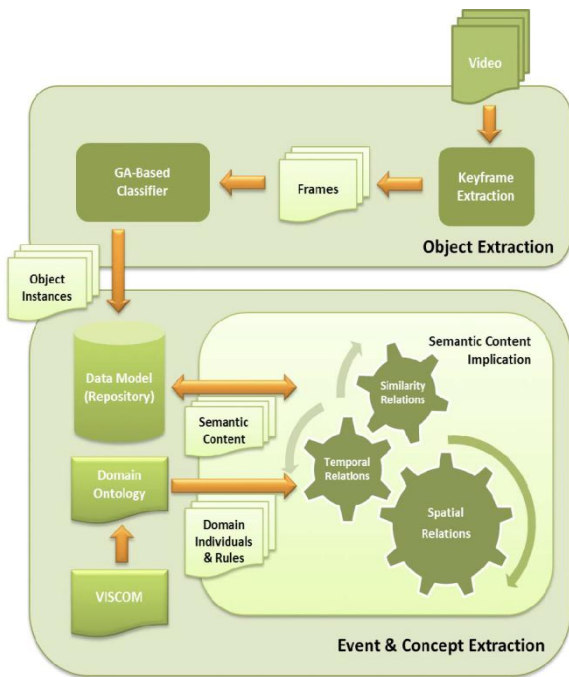 Video
GA-Based
Classifier
Frames
Keyframe
Extraction
Object Extraction
Object
Instances
Data Model
(Repository)
Semantic Content
Implication
Similarity
Relations
Semantic
Content
Temporal
Relations
Domain
Ontology
Spatial
Relations
Domain
Individuals
& Rules
VISCOM
Event & Concept Extraction